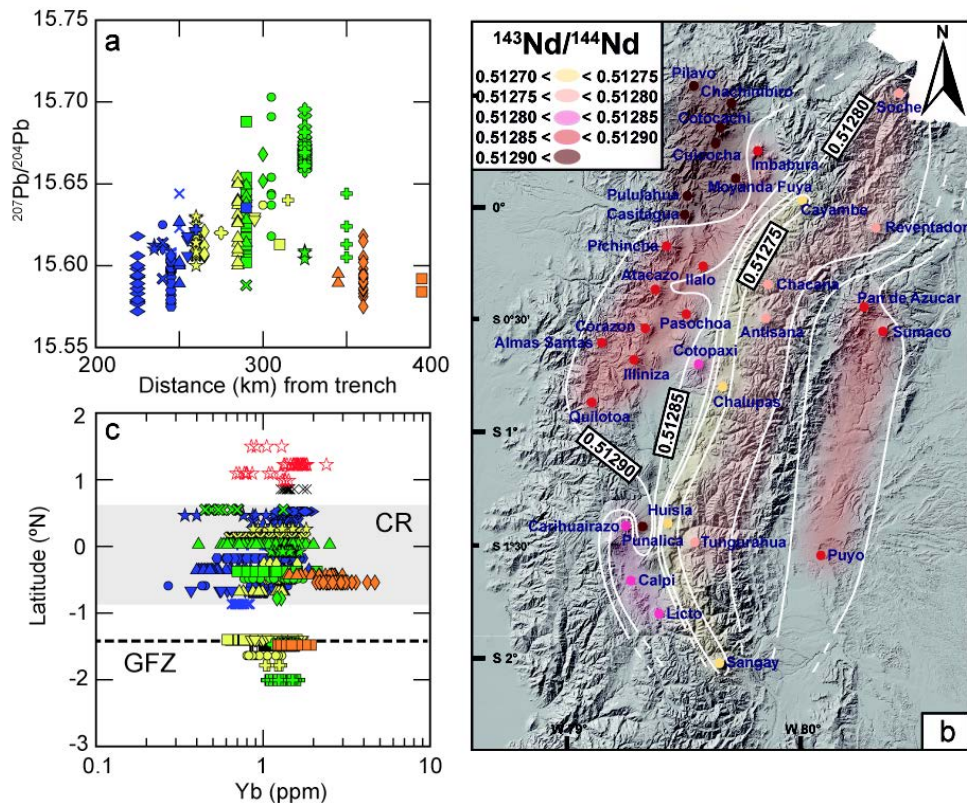 a
15.75
15.70
15.65
15.60
15.55
207Pb/204Pb
200
250
300
350
400
Distance (km) from trench
c
2
1
0
-1
-2
-3
Latitude (ºN)
CR
GFZ
0.1
1
10
Yb (ppm)
143Nd/144Nd
0.51270 < < 0.51275
0.51275 < < 0.51280
0.51280 < < 0.51285
0.51285 < < 0.51290
0.51290 <
N
Pilavo
Chachimbiro
Soche
Cotocachi
0.51280
Cuicocha
Imbabura
Mojanda Fuya
0°
Pululahua
Cayambe
Casitagua
Reventador
Pichincha
0.51275
Ilalo
Atacazo
Chacana
Pan de Azucar
S 0°30'
Pasochoa
Antisana
Sumaco
Corazon
Almas Santas
Cotopaxi
Illiniza
Chalupas
Quilotoa
0.51285
S 1°
0.51290
Huisla
Carihuairazo
Punalica
Tungurahua
S 1°30'
Puyo
Calpi
Licto
S 2°
Sangay
W 79°
W 80°
b